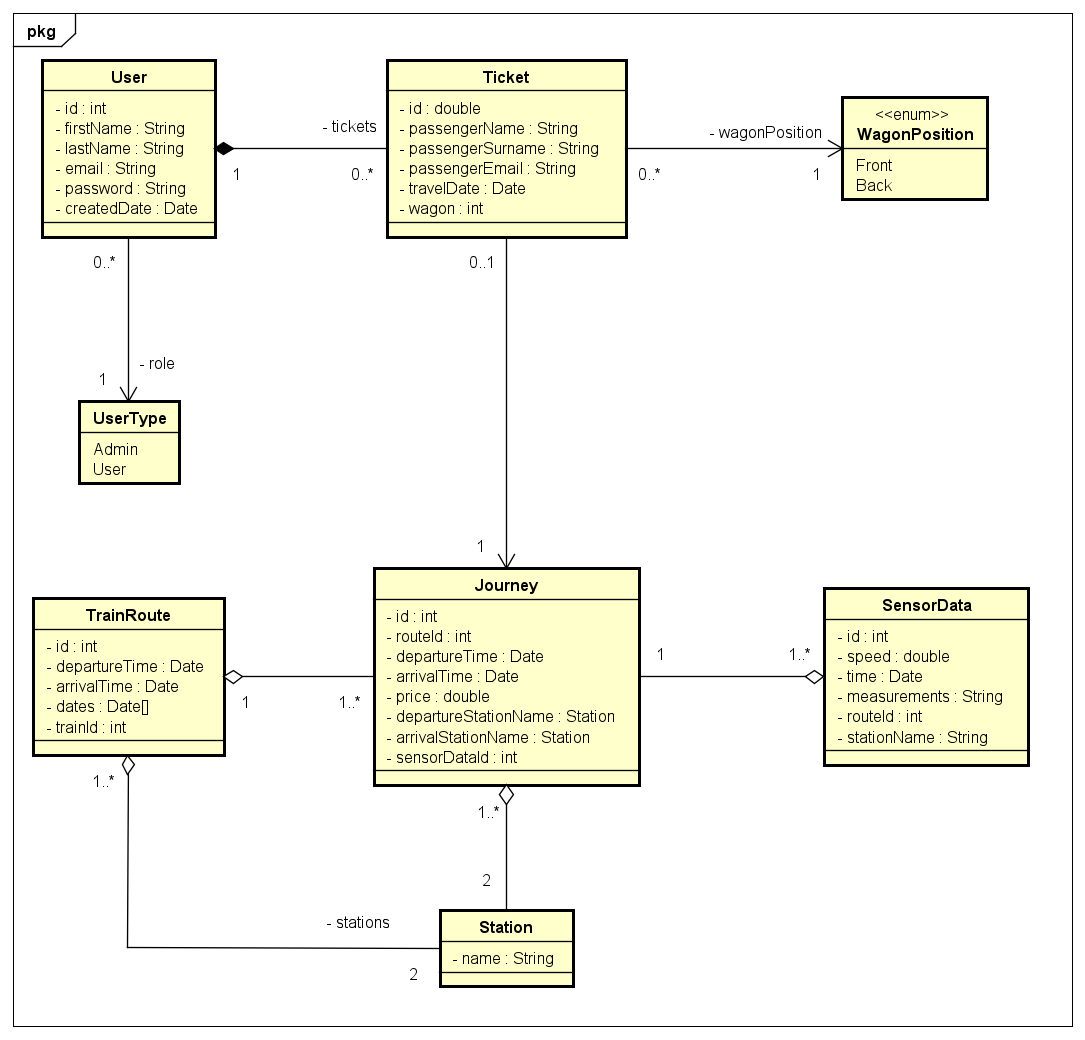 pkg
User
- id : int
- firstName : String
- lastName : String
- email : String
- password : String
- createdDate : Date
- tickets
1
0..*
Ticket
- id : double
- passengerName : String
- passengerSurname : String
- passengerEmail : String
- travelDate : Date
- wagon : int
- wagonPosition
0..*
1
<<enum>>
WagonPosition
Front
Back
0..*
- role
1
UserType
Admin
User
0..1
1
TrainRoute
- id : int
- departureTime : Date
- arrivalTime : Date
- dates : Date[]
- trainId : int
1
1..*
Journey
- id : int
- routeId : int
- departureTime : Date
- arrivalTime : Date
- price : double
- departureStationName : Station
- arrivalStationName : Station
- sensorDataId : int
1
1..*
SensorData
- id : int
- speed : double
- time : Date
- measurements : String
- routeId : int
- stationName : String
1..*
1..*
2
- stations
2
Station
- name : String